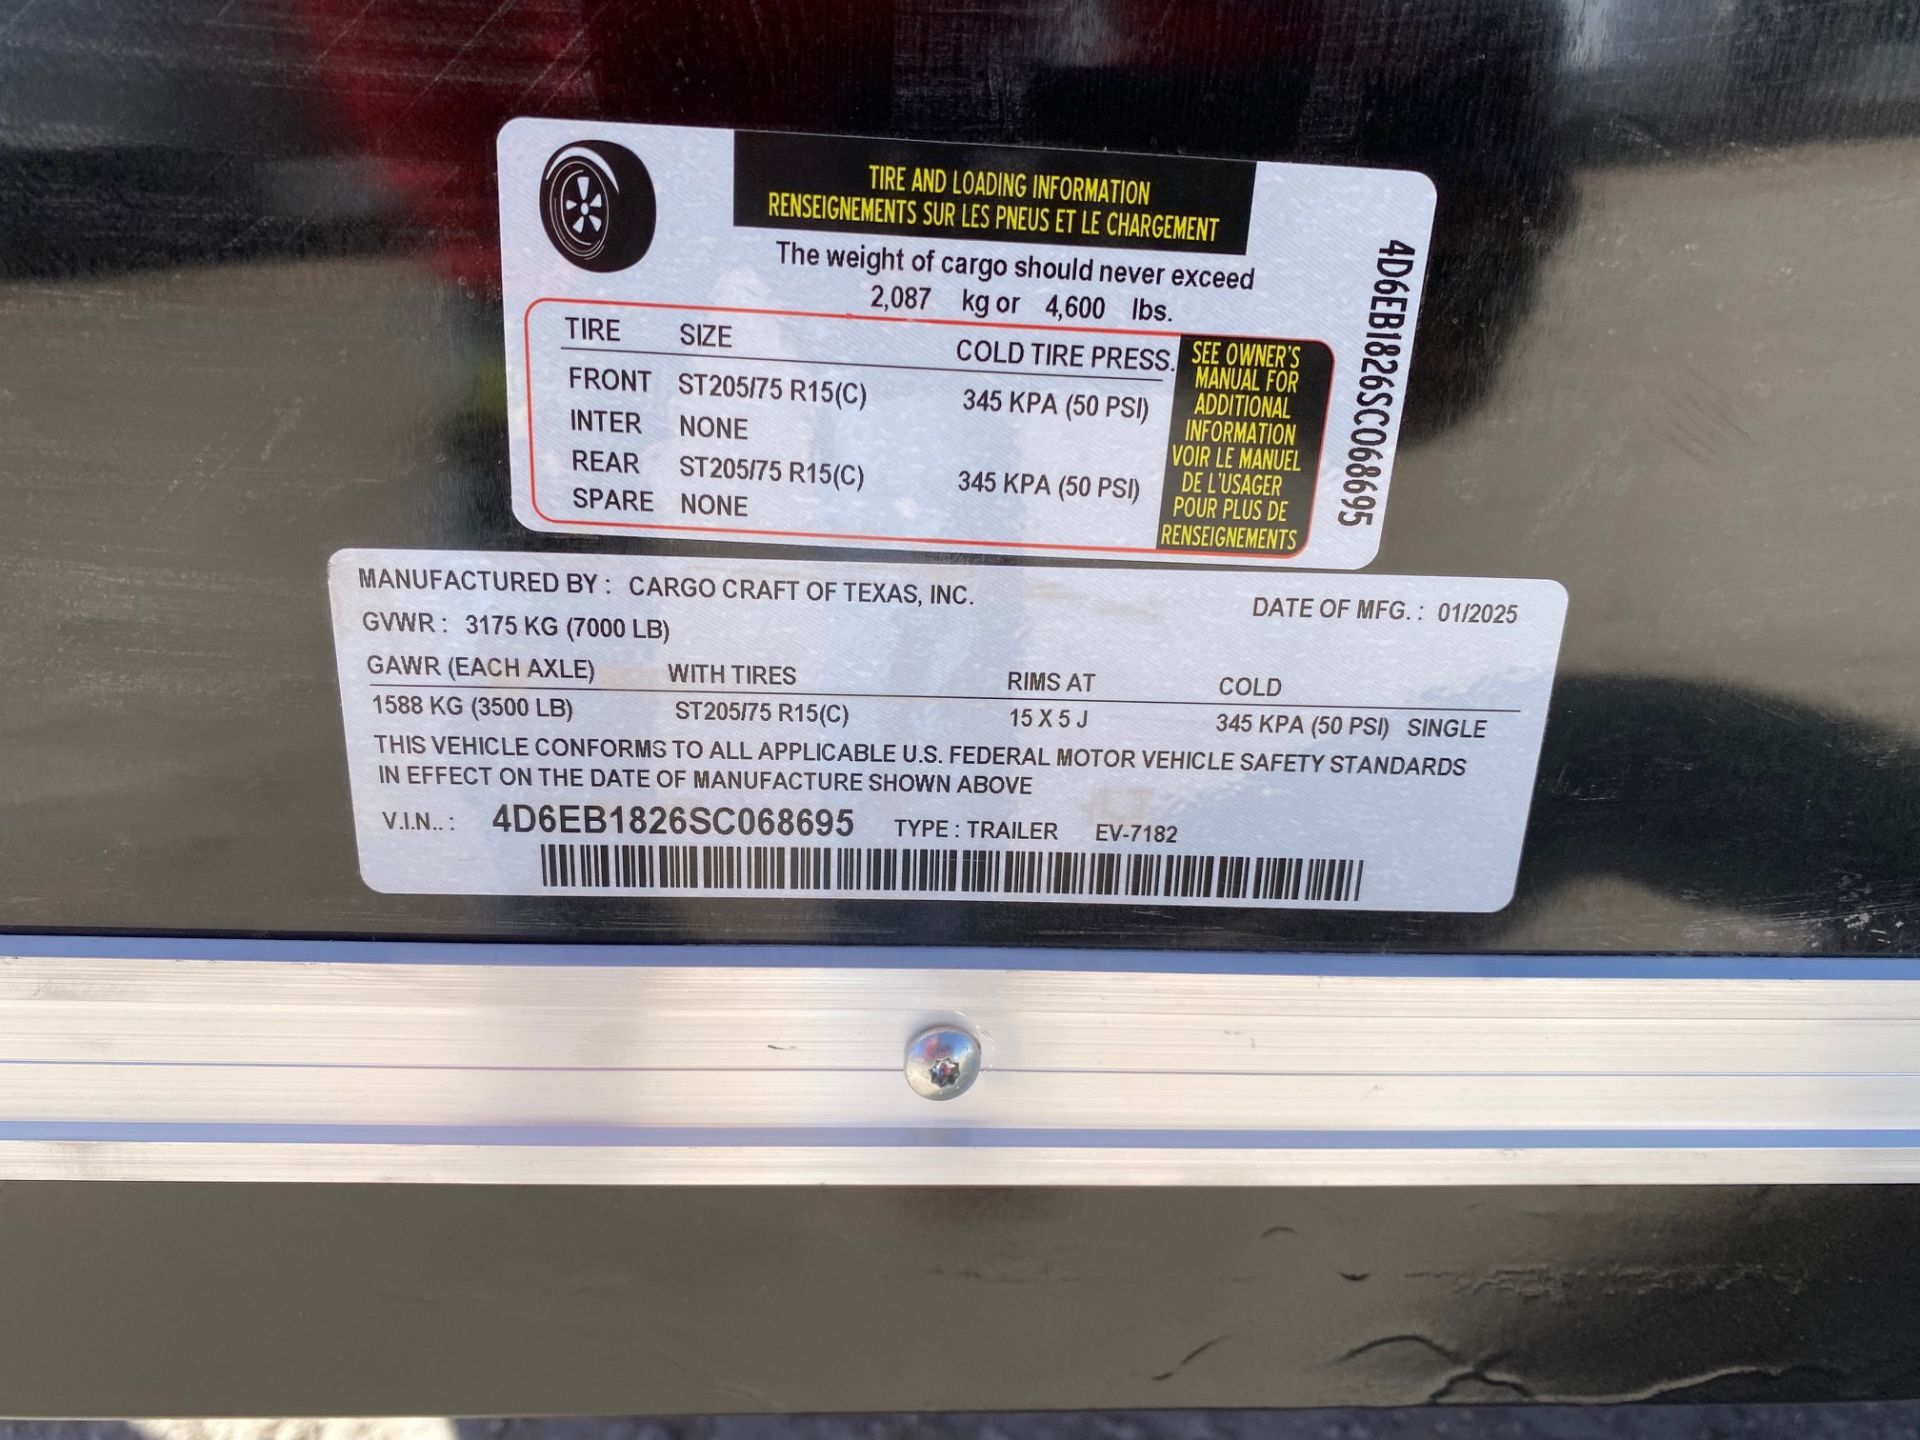 TIRE AND LOADING INFORMATION
RENSEIGNEMENTS SUR LES PNEUS ET LE CHARGEMENT
The weight of cargo should never exceed
2,087 kg or 4,600 lbs.
TIRE SIZE COLD TIRE PRESS.
FRONT ST205/75 R15(C) 345 KPA (50 PSI)
INTER NONE
REAR ST205/75 R15(C) 345 KPA (50 PSI)
SPARE NONE
SEE OWNER'S
MANUAL FOR
ADDITIONAL
INFORMATION
VOIR LE MANUEL
DE L'USAGER
POUR PLUS DE
RENSEIGNEMENTS
4D6EB1826SC068695
MANUFACTURED BY : CARGO CRAFT OF TEXAS, INC. DATE OF MFG. : 01/2025
GVWR : 3175 KG (7000 LB)
GAWR (EACH AXLE) WITH TIRES RIMS AT COLD
1588 KG (3500 LB) ST205/75 R15(C) 15 X 5 J 345 KPA (50 PSI) SINGLE
THIS VEHICLE CONFORMS TO ALL APPLICABLE U.S. FEDERAL MOTOR VEHICLE SAFETY STANDARDS
IN EFFECT ON THE DATE OF MANUFACTURE SHOWN ABOVE
V.I.N.. : 4D6EB1826SC068695 TYPE : TRAILER EV-7182